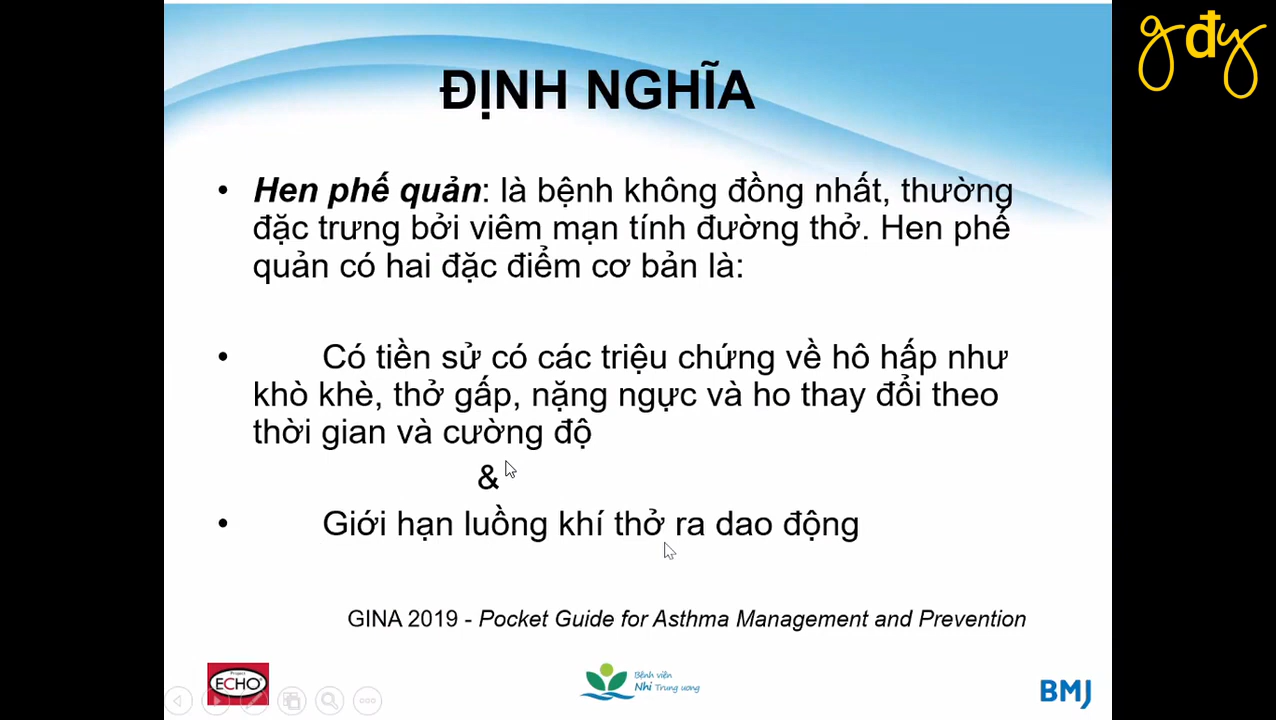 gđy
ĐỊNH NGHĨA
• Hen phế quản: là bệnh không đồng nhất, thường
đặc trưng bởi viêm mạn tính đường thở. Hen phế
quản có hai đặc điểm cơ bản là:
• Có tiền sử có các triệu chứng về hô hấp như
khò khè, thở gấp, nặng ngực và ho thay đổi theo
thời gian và cường độ
&
• Giới hạn luồng khí thở ra dao động
GINA 2019 - Pocket Guide for Asthma Management and Prevention
Project
ECHO
Bệnh viện
Nhi Trung ương
BMJ